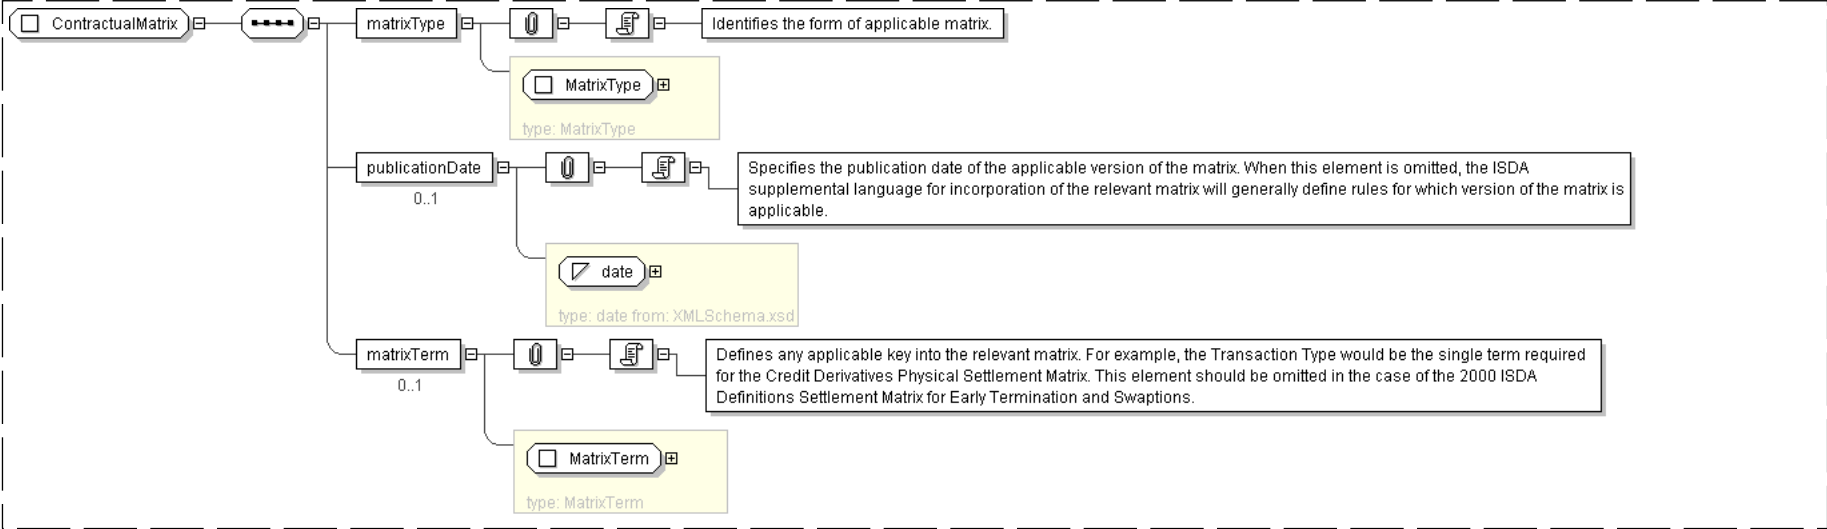 ContractualMatrix
matrixType
Identifies the form of applicable matrix.
MatrixType
type: MatrixType
publicationDate
0..1
Specifies the publication date of the applicable version of the matrix. When this element is omitted, the ISDA
supplemental language for incorporation of the relevant matrix will generally define rules for which version of the matrix is
applicable.
date
type: date from: XMLSchema.xsd
matrixTerm
0..1
Defines any applicable key into the relevant matrix. For example, the Transaction Type would be the single term required
for the Credit Derivatives Physical Settlement Matrix. This element should be omitted in the case of the 2000 ISDA
Definitions Settlement Matrix for Early Termination and Swaptions.
MatrixTerm
type: MatrixTerm